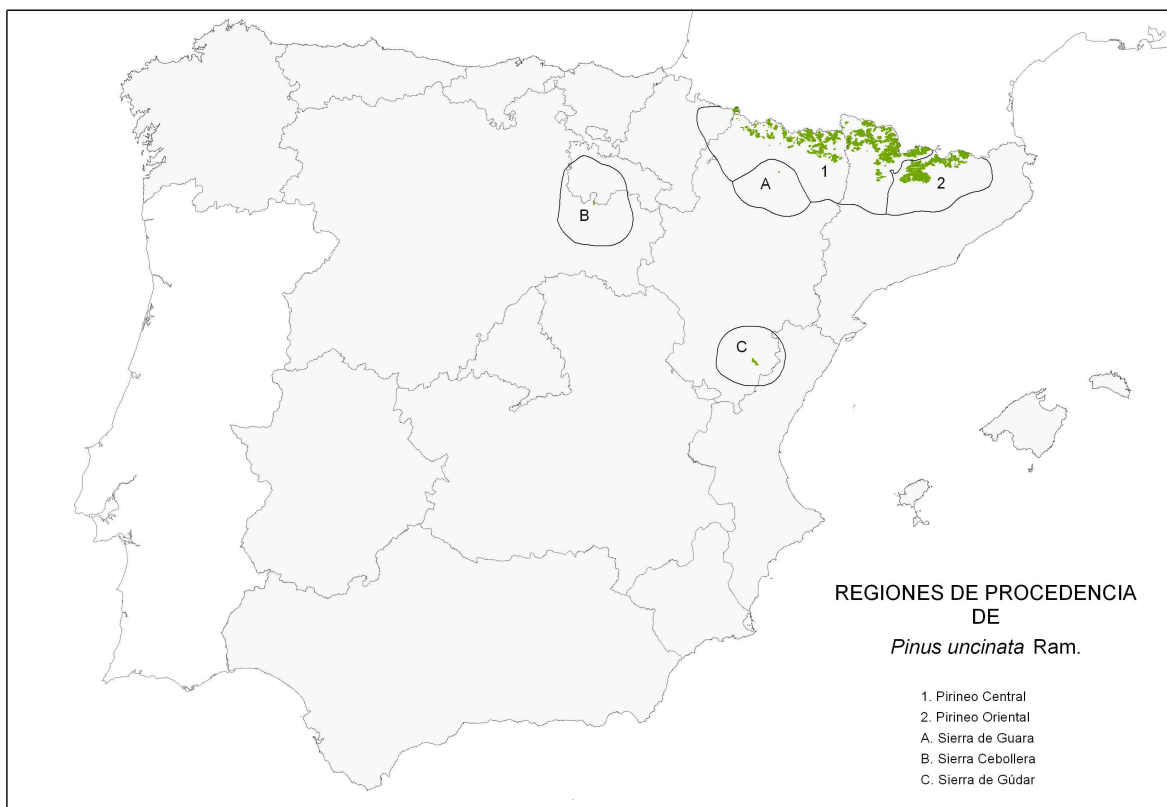 A
1
2
B
C
REGIONES DE PROCEDENCIA
DE
Pinus uncinata Ram.
1. Pirineo Central
2. Pirineo Oriental
A. Sierra de Guara
B. Sierra Cebollera
C. Sierra de Gúdar